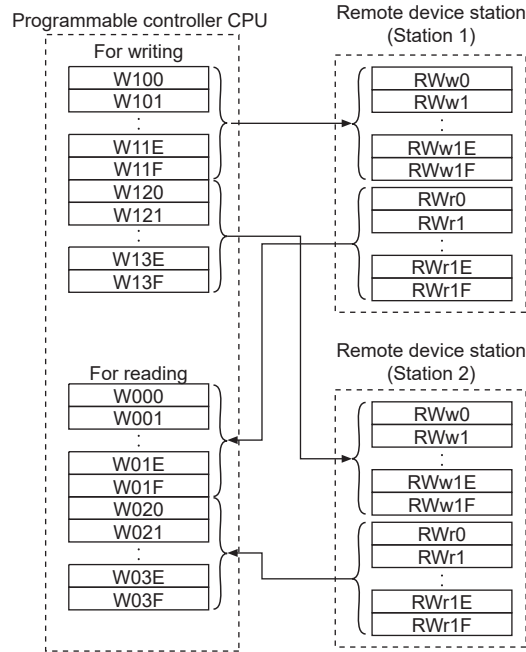 Programmable controller CPU
For writing
W100
W101
:
W11E
W11F
W120
W121
:
W13E
W13F
For reading
W000
W001
:
W01E
W01F
W020
W021
:
W03E
W03F
Remote device station
(Station 1)
RWw0
RWw1
:
RWw1E
RWw1F
RWr0
RWr1
:
RWr1E
RWr1F
Remote device station
(Station 2)
RWw0
RWw1
:
RWw1E
RWw1F
RWr0
RWr1
:
RWr1E
RWr1F